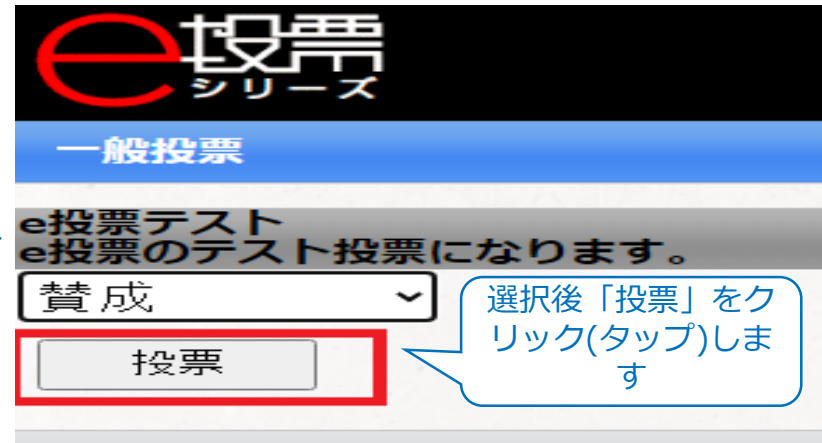 e投票
シリーズ
一般投票
e投票テスト
e投票のテスト投票になります。
賛成
選択後「投票」をク
リック(タップ)しま
す
投票